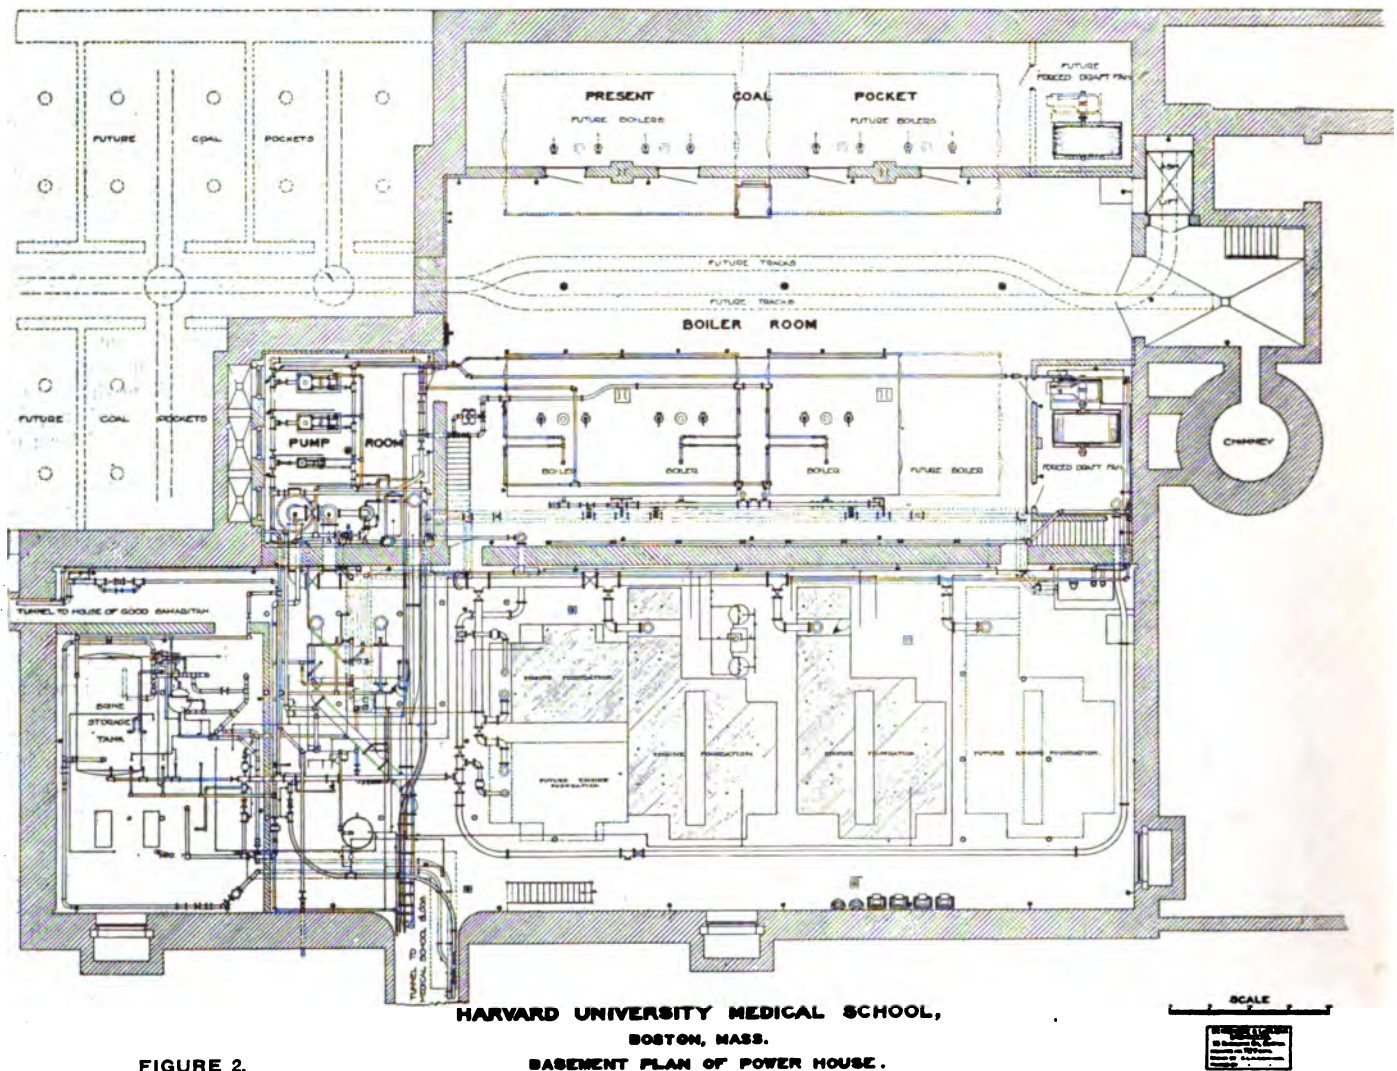 FUTURE COAL POCKETS
PRESENT COAL POCKET
FUTURE BOILERS
FUTURE BOILERS
FUTURE
FORCED DRAFT FAN
LIFT
FUTURE TRACKS
FUTURE TRACKS
BOILER ROOM
FUTURE COAL POCKETS
PUMP ROOM
BOILER
BOILER
BOILER
FUTURE BOILER
FORCED DRAFT FAN
CHIMNEY
TUNNEL TO HOUSE OF GOOD SAMARITAN
BRINE
STORAGE
TANK
ENGINE FOUNDATION
FUTURE ENGINE
FOUNDATION
ENGINE FOUNDATION
ENGINE FOUNDATION
FUTURE ENGINE FOUNDATION
TUNNEL TO
MEDICAL SCHOOL BLDGS
HARVARD UNIVERSITY MEDICAL SCHOOL,
BOSTON, MASS.
BASEMENT PLAN OF POWER HOUSE.
FIGURE 2.
SCALE